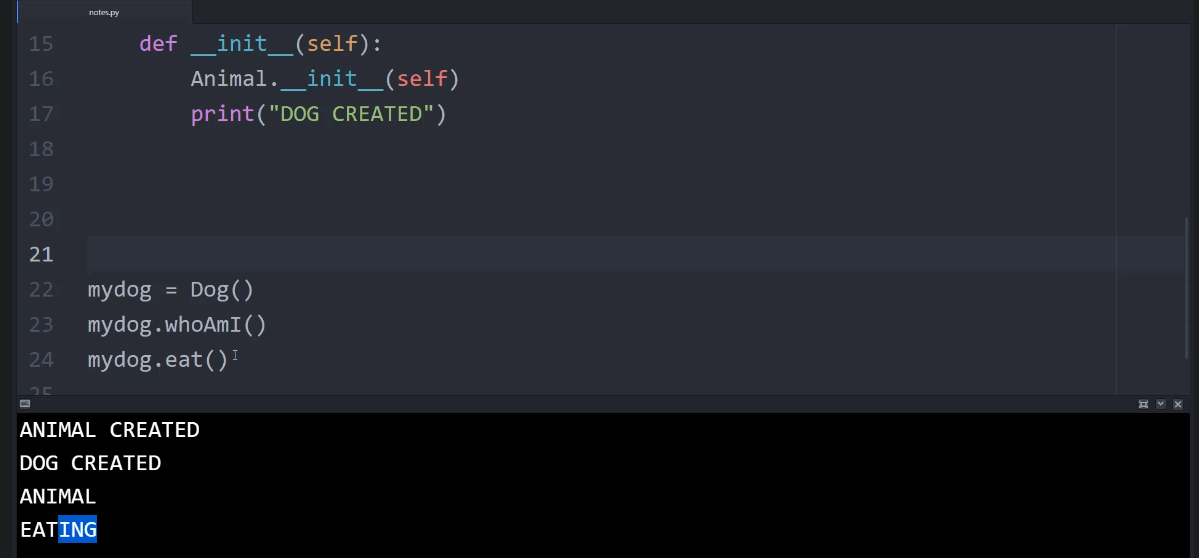 notes.py
15 def __init__(self):
16 Animal.__init__(self)
17 print("DOG CREATED")
18
19
20
21
22 mydog = Dog()
23 mydog.whoAmI()
24 mydog.eat()
25
ANIMAL CREATED
DOG CREATED
ANIMAL
EATING